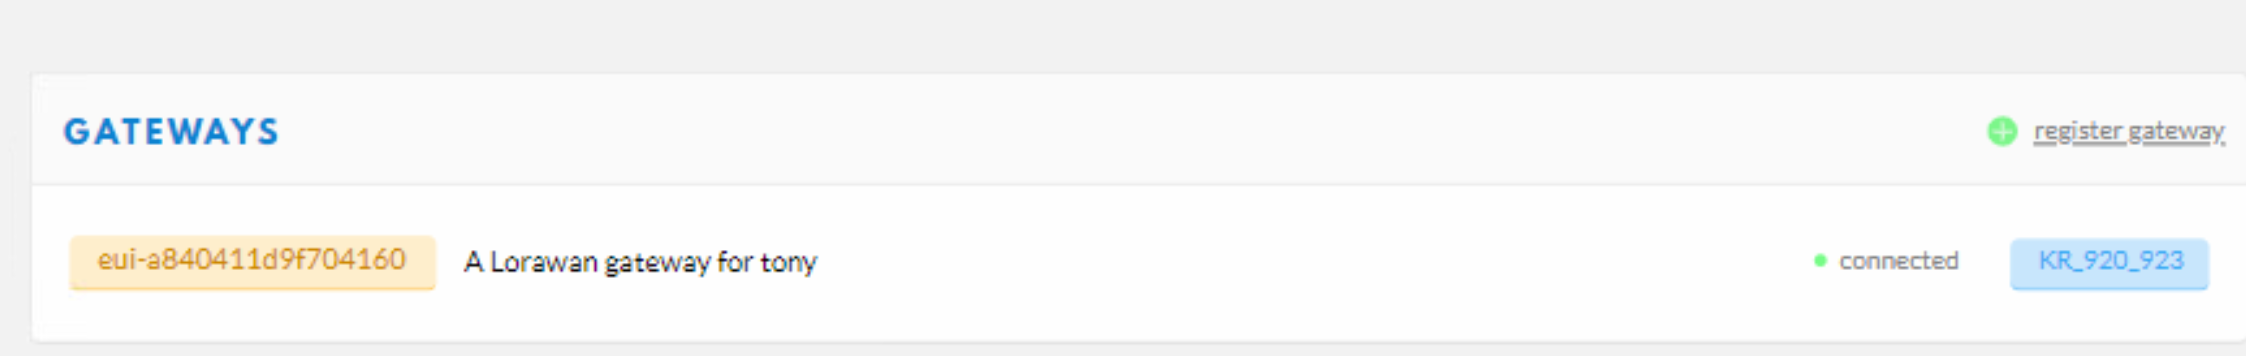 GATEWAYS
register gateway
eui-a840411d9f704160 A Lorawan gateway for tony connected KR_920_923